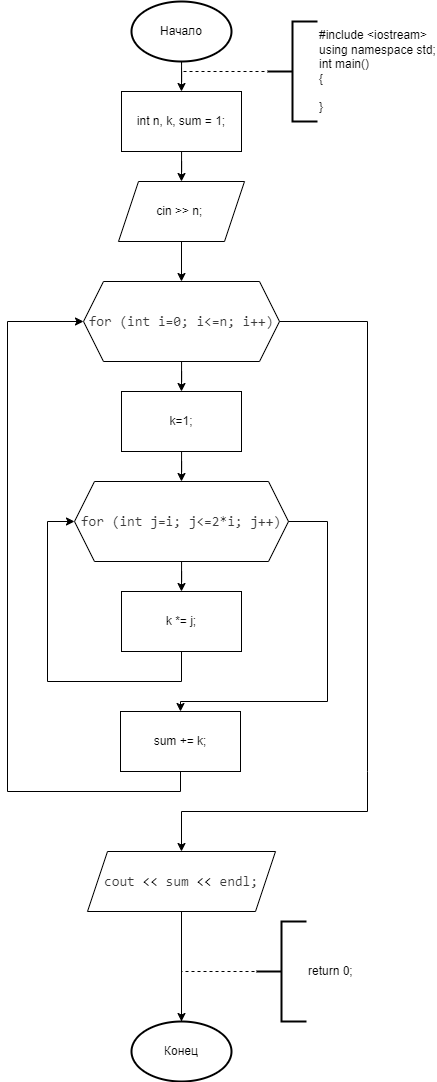 Начало
#include <iostream>
using namespace std;
int main()
{
}
int n, k, sum = 1;
cin >> n;
for (int i=0; i<=n; i++)
k=1;
for (int j=i; j<=2*i; j++)
k *= j;
sum += k;
cout << sum << endl;
return 0;
Конец